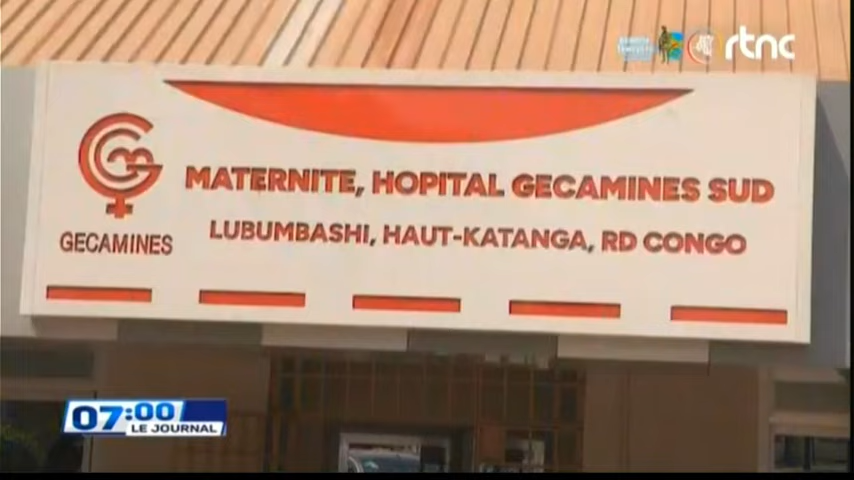 rtnc
MATERNITE, HOPITAL GECAMINES SUD
LUBUMBASHI, HAUT-KATANGA, RD CONGO
GECAMINES
07:00
LE JOURNAL